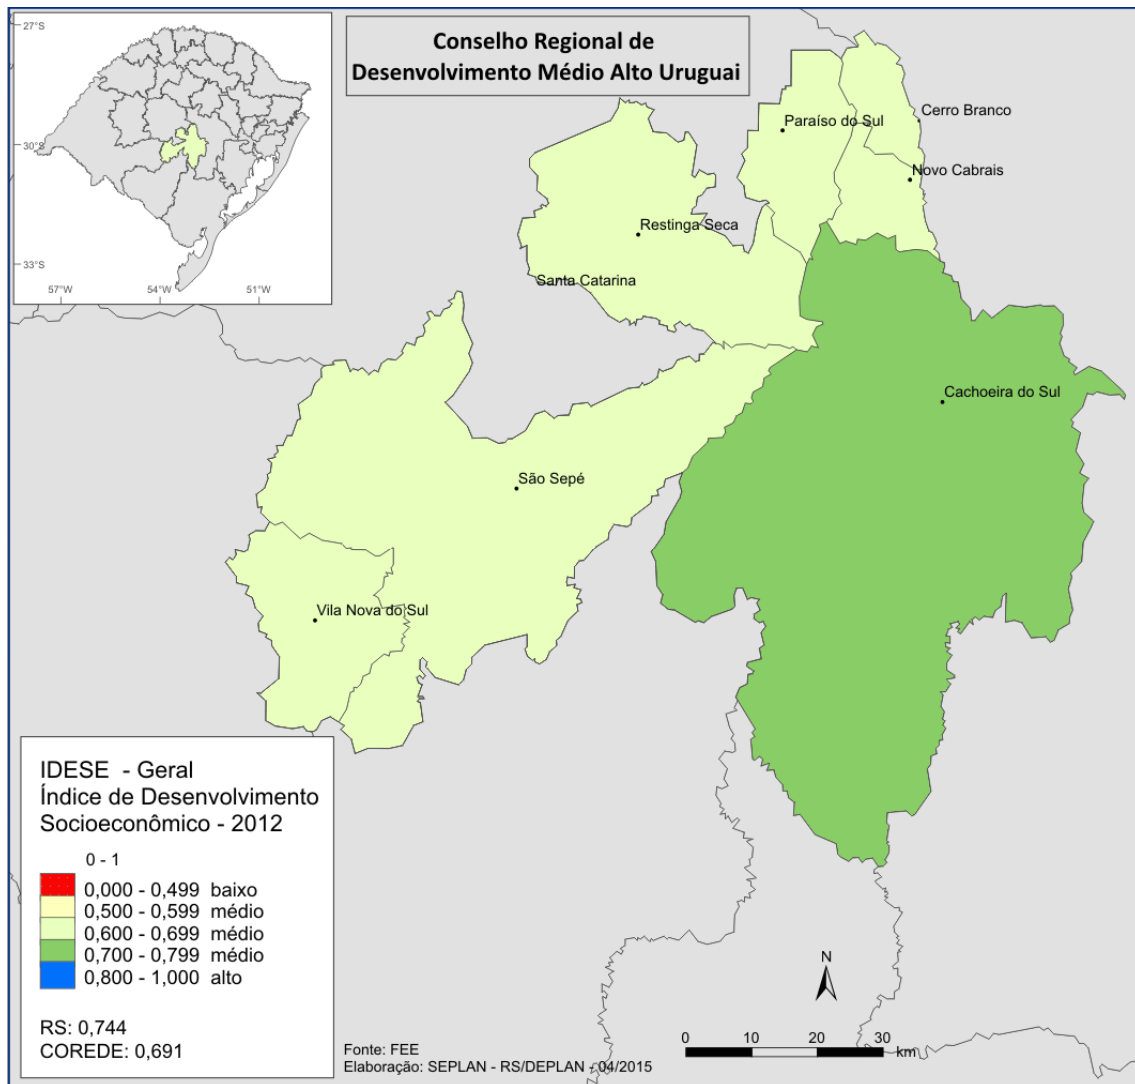 Conselho Regional de
Desenvolvimento Médio Alto Uruguai
27°S
30°S
33°S
57°W
54°W
51°W
Cerro Branco
Paraíso do Sul
Novo Cabrais
Restinga Seca
Santa Catarina
Cachoeira do Sul
São Sepé
Vila Nova do Sul
IDESE - Geral
Índice de Desenvolvimento
Socioeconômico - 2012
0 - 1
0,000 - 0,499 baixo
0,500 - 0,599 médio
0,600 - 0,699 médio
0,700 - 0,799 médio
0,800 - 1,000 alto
RS: 0,744
COREDE: 0,691
Fonte: FEE
Elaboração: SEPLAN - RS/DEPLAN - 04/2015
N
0 10 20 30
km